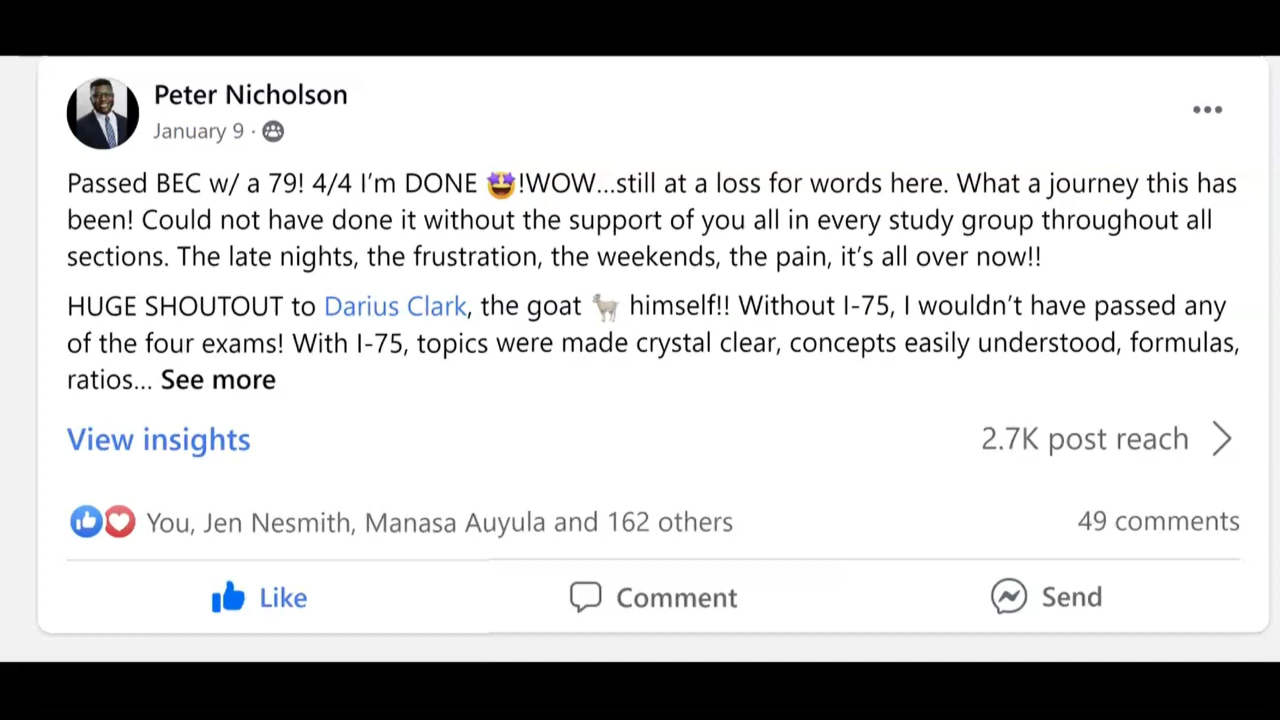 Peter Nicholson
January 9 ·
Passed BEC w/ a 79! 4/4 I’m DONE 🤩!WOW...still at a loss for words here. What a journey this has
been! Could not have done it without the support of you all in every study group throughout all
sections. The late nights, the frustration, the weekends, the pain, it’s all over now!!
HUGE SHOUTOUT to Darius Clark, the goat 🐐 himself!! Without I-75, I wouldn’t have passed any
of the four exams! With I-75, topics were made crystal clear, concepts easily understood, formulas,
ratios... See more
View insights
2.7K post reach
You, Jen Nesmith, Manasa Auyula and 162 others
49 comments
Like
Comment
Send